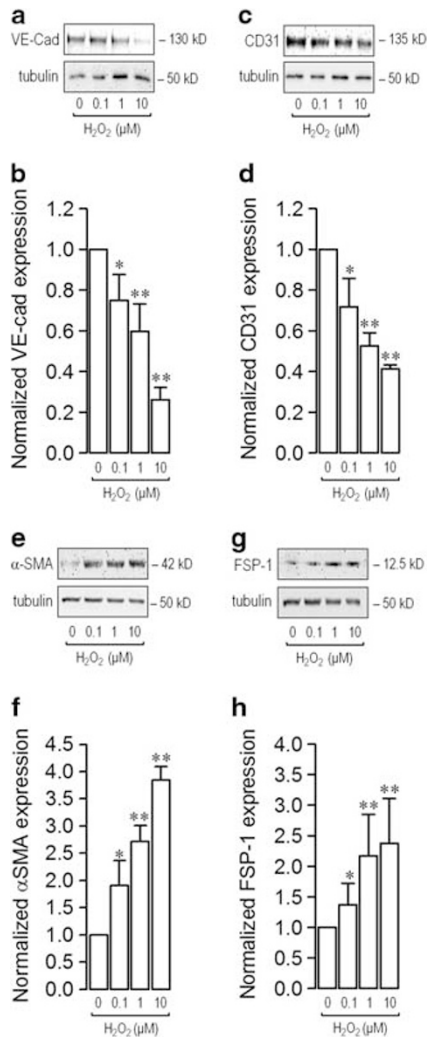 a
VE-Cad – 130 kD
tubulin – 50 kD
0 0.1 1 10
H₂O₂ (µM)
c
CD31 – 135 kD
tubulin – 50 kD
0 0.1 1 10
H₂O₂ (µM)
b
Normalized VE-cad expression
1.2
1.0
0.8
0.6
0.4
0.2
0.0
* ** **
0 0.1 1 10
H₂O₂ (µM)
d
Normalized CD31 expression
1.2
1.0
0.8
0.6
0.4
0.2
0.0
* ** **
0 0.1 1 10
H₂O₂ (µM)
e
α-SMA – 42 kD
tubulin – 50 kD
0 0.1 1 10
H₂O₂ (µM)
g
FSP-1 – 12.5 kD
tubulin – 50 kD
0 0.1 1 10
H₂O₂ (µM)
f
Normalized αSMA expression
4.5
4.0
3.5
3.0
2.5
2.0
1.5
1.0
0.5
0.0
* ** **
0 0.1 1 10
H₂O₂ (µM)
h
Normalized FSP-1 expression
4.0
3.5
3.0
2.5
2.0
1.5
1.0
0.5
0.0
* ** **
0 0.1 1 10
H₂O₂ (µM)